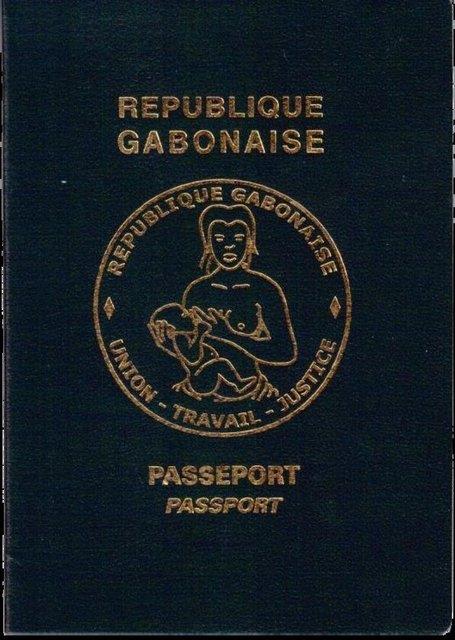 REPUBLIQUE
GABONAISE
REPUBLIQUE GABONAISE
UNION - TRAVAIL - JUSTICE
PASSEPORT
PASSPORT